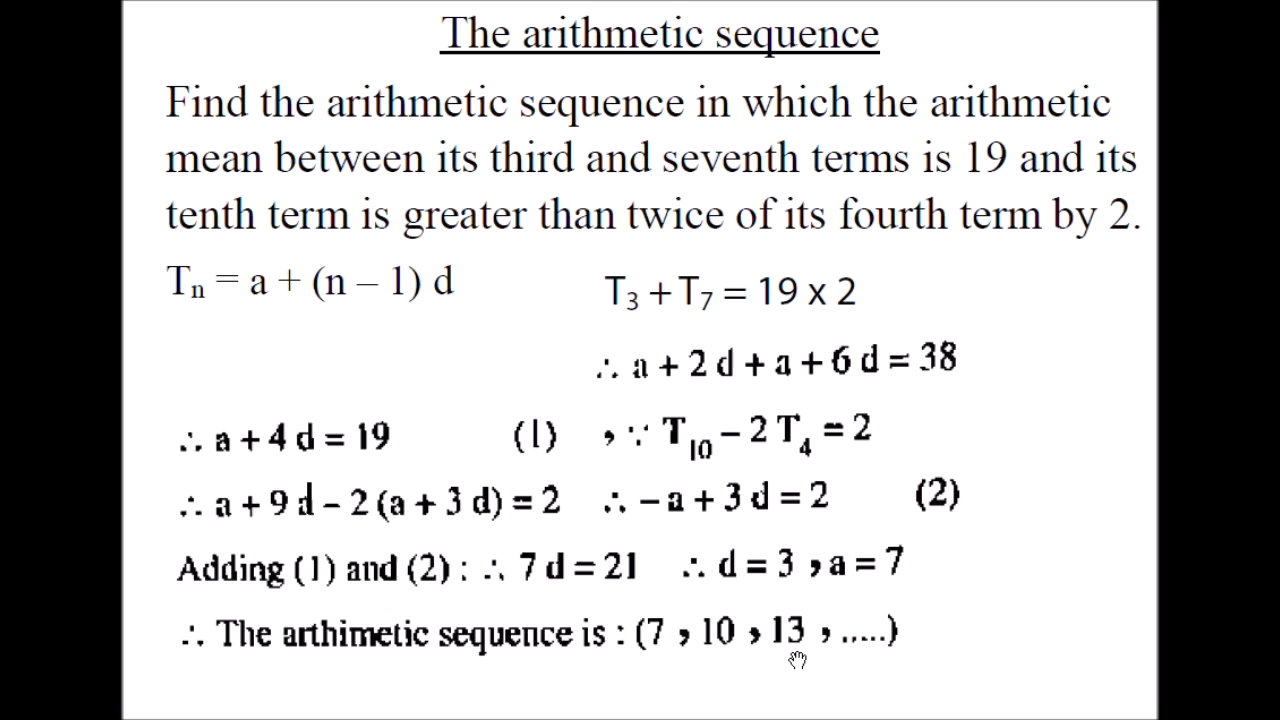 The arithmetic sequence
Find the arithmetic sequence in which the arithmetic
mean between its third and seventh terms is 19 and its
tenth term is greater than twice of its fourth term by 2.
Tₙ = a + (n – 1) d
T₃ + T₇ = 19 x 2
∴ a + 2 d + a + 6 d = 38
∴ a + 4 d = 19 (1) , ∵ T₁₀ – 2 T₄ = 2
∴ a + 9 d – 2 (a + 3 d) = 2 ∴ – a + 3 d = 2 (2)
Adding (1) and (2) : ∴ 7 d = 21 ∴ d = 3 , a = 7
∴ The arthimetic sequence is : (7 , 10 , 13 , .....)